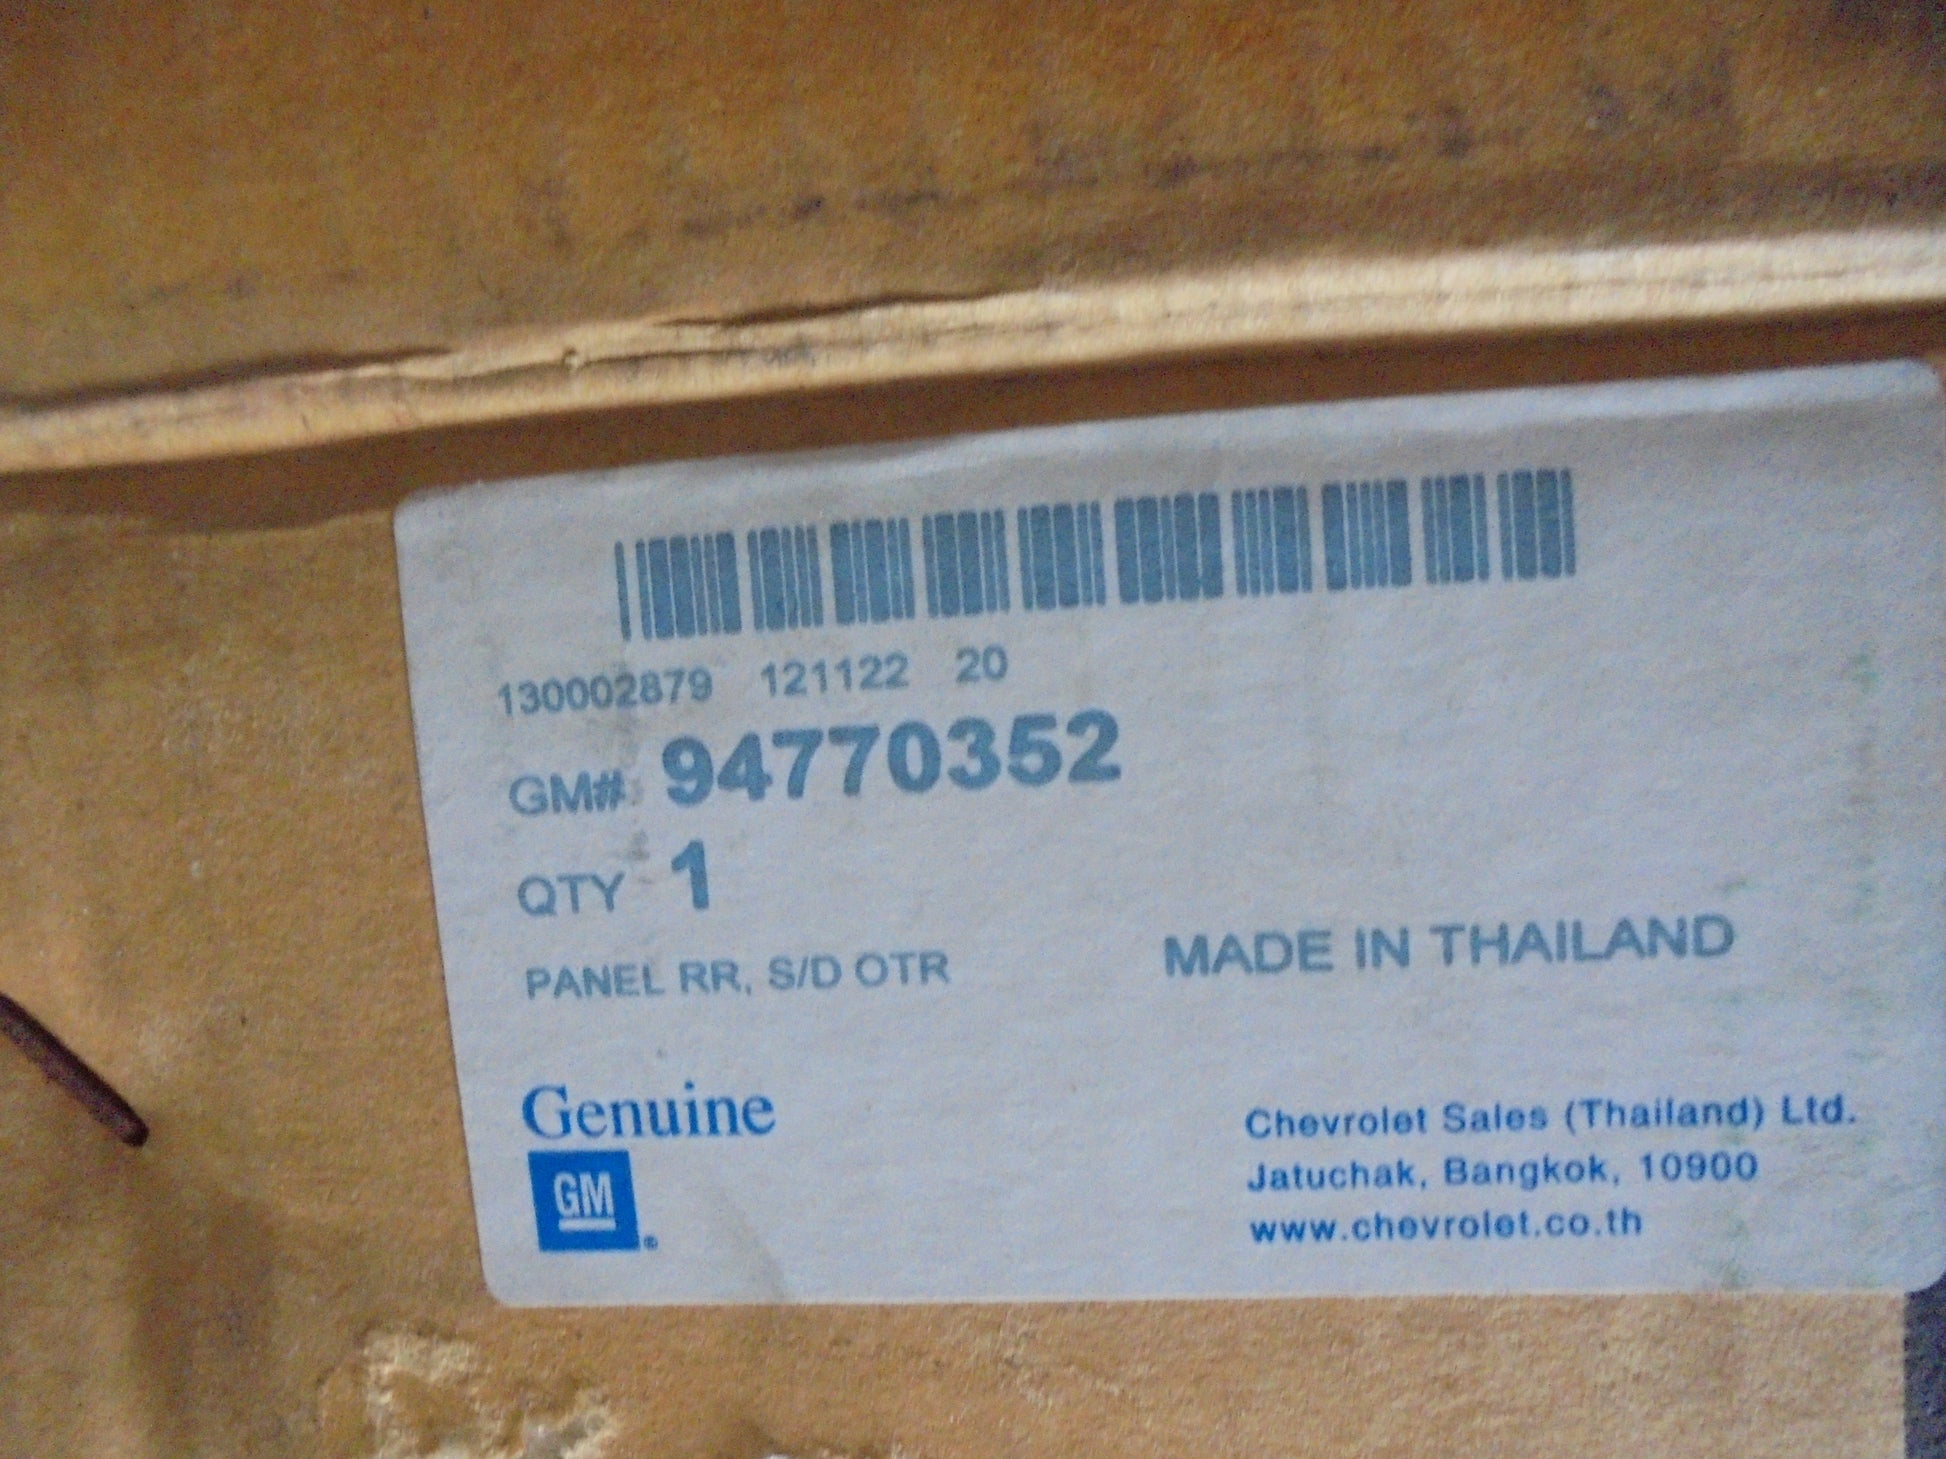 130002879 121122 20
GM# 94770352
QTY 1
PANEL RR, S/D OTR
MADE IN THAILAND
Genuine
GM®
Chevrolet Sales (Thailand) Ltd.
Jatuchak, Bangkok, 10900
www.chevrolet.co.th